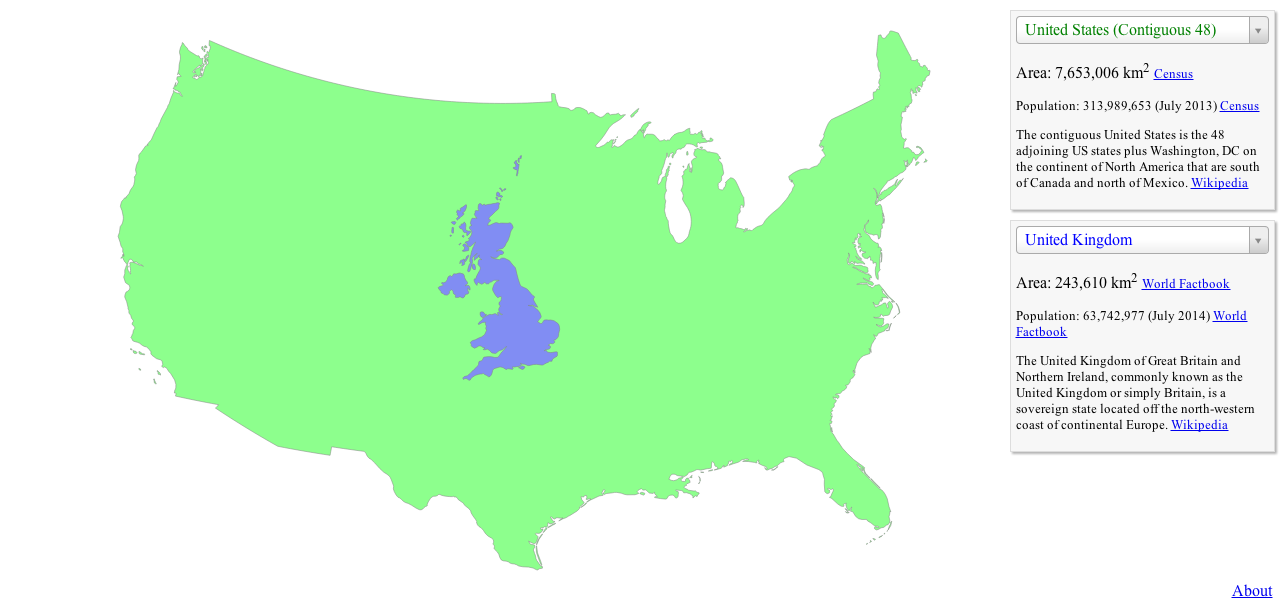 United States (Contiguous 48)
Area: 7,653,006 km² Census
Population: 313,989,653 (July 2013) Census
The contiguous United States is the 48
adjoining US states plus Washington, DC on
the continent of North America that are south
of Canada and north of Mexico. Wikipedia
United Kingdom
Area: 243,610 km² World Factbook
Population: 63,742,977 (July 2014) World
Factbook
The United Kingdom of Great Britain and
Northern Ireland, commonly known as the
United Kingdom or simply Britain, is a
sovereign state located off the north-western
coast of continental Europe. Wikipedia
About